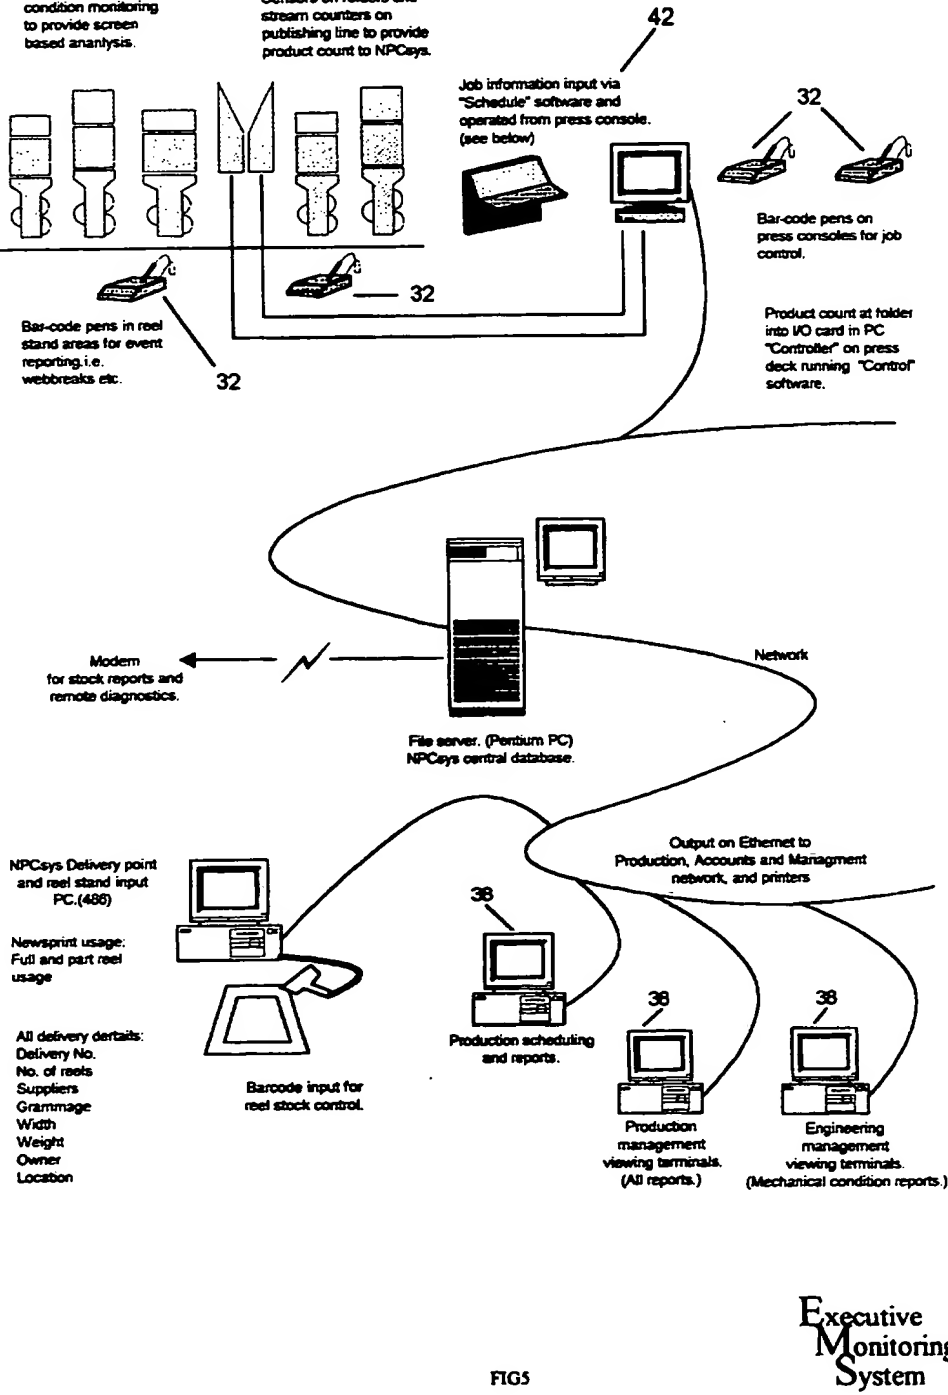 condition monitoring
to provide screen
based ananlysis.
stream counters on
publishing line to provide
product count to NPCsys.
42
Job information input via
"Schedule" software and
operated from press console.
(see below)
32
Bar-code pens on
press consoles for job
control.
32
Bar-code pens in reel
stand areas for event
reporting.i.e.
webbreaks etc.
32
Product count at folder
into I/O card in PC
"Controller" on press
deck running "Control"
software.
Modem
for stock reports and
remote diagnostics.
Network
File server. (Pentium PC)
NPCsys central database.
Output on Ethernet to
Production, Accounts and Managment
network, and printers
NPCsys Delivery point
and reel stand input
PC.(486)
Newsprint usage:
Full and part reel
usage
All delivery dertails:
Delivery No.
No. of reels
Suppliers
Grammage
Width
Weight
Owner
Location
Barcode input for
reel stock control.
38
Production scheduling
and reports.
38
Production
management
viewing terminals.
(All reports.)
38
Engineering
management
viewing terminals.
(Mechanical condition reports.)
Executive
Monitoring
System
FIG5